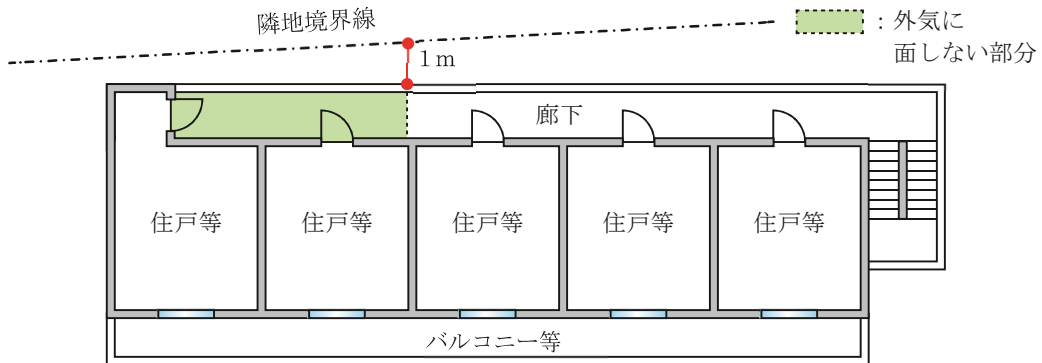 隣地境界線
：外気に
面しない部分
1m
廊下
住戸等
住戸等
住戸等
住戸等
住戸等
バルコニー等